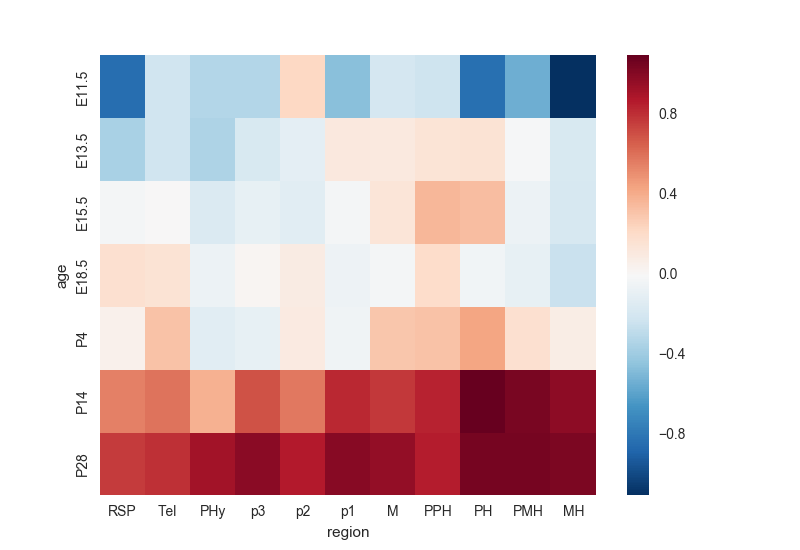 E11.5
E13.5
E15.5
E18.5
P4
P14
P28
age
RSP Tel PHy p3 p2 p1 M PPH PH PMH MH
region
0.8
0.4
0.0
−0.4
−0.8